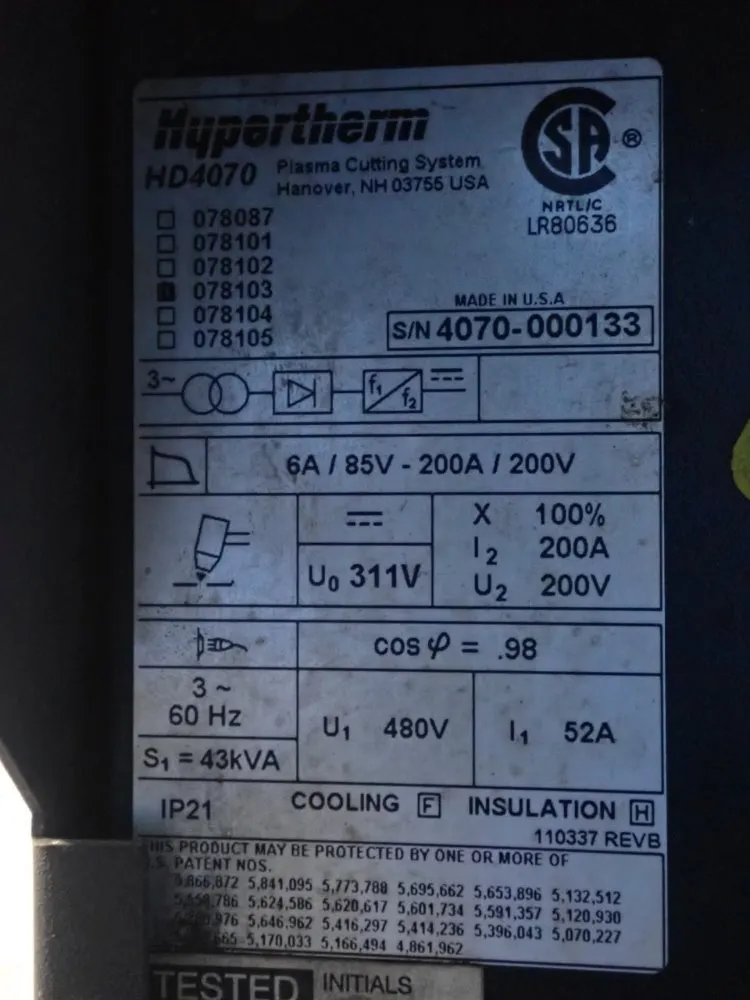 Hypertherm
HD4070 Plasma Cutting System
Hanover, NH 03755 USA
SA ®
NRTL/C
LR80636
078087
078101
078102
078103
078104
078105
MADE IN U.S.A
S/N 4070-000133
3~ f1 f2
6A / 85V - 200A / 200V
U0 311V
X 100%
I2 200A
U2 200V
cos φ = .98
3 ~
60 Hz
S1 = 43kVA
U1 480V
I1 52A
IP21 COOLING F INSULATION H
110337 REVB
THIS PRODUCT MAY BE PROTECTED BY ONE OR MORE OF
U.S. PATENT NOS.
5,866,872 5,841,095 5,773,788 5,695,662 5,653,896 5,132,512
5,624,586 5,620,617 5,601,734 5,591,357 5,120,930
5,646,962 5,416,297 5,414,236 5,396,043 5,070,227
5,170,033 5,166,494 4,861,962
TESTED INITIALS